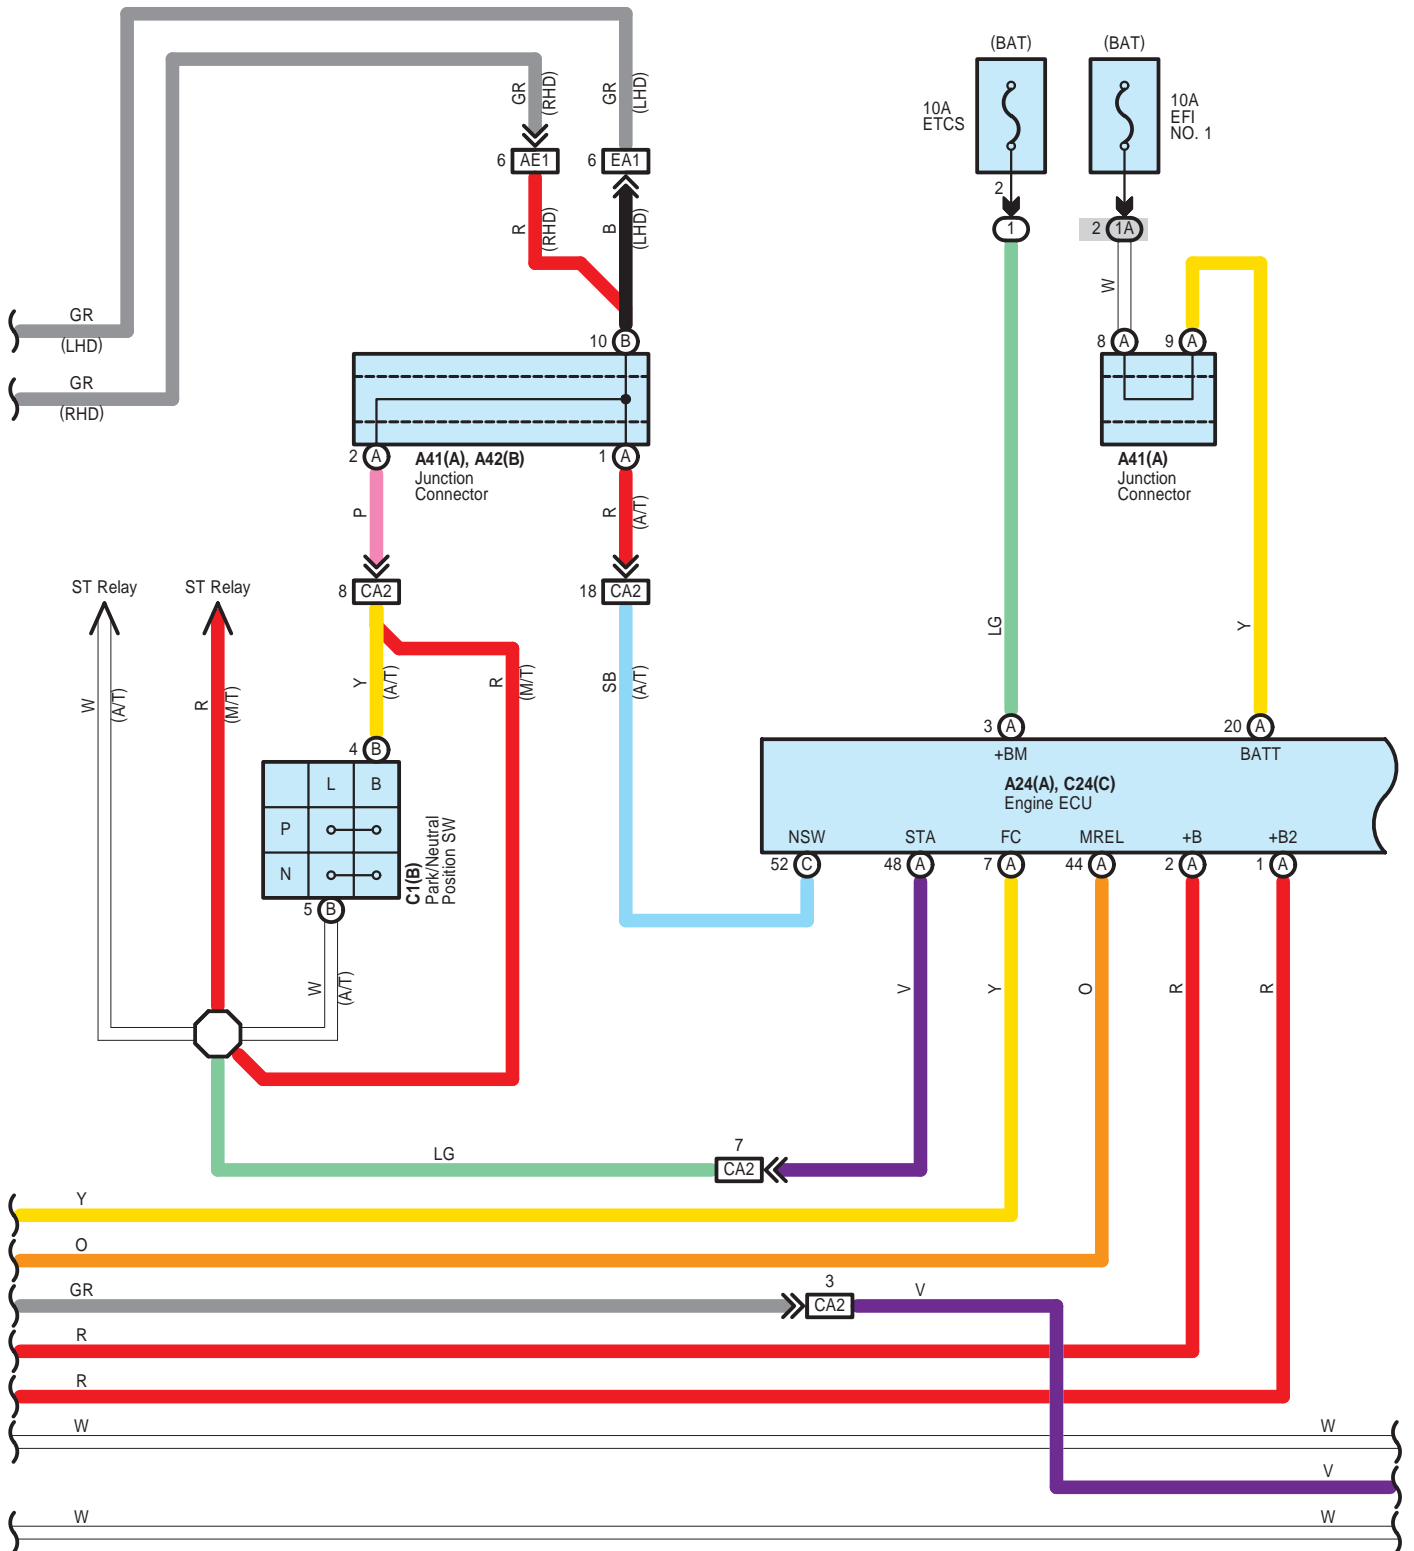 (BAT)
(BAT)
10A
ETCS
10A
EFI
NO. 1
GR
(RHD)
GR
(LHD)
6 AE1
6 EA1
2
1
2 1A
R
(RHD)
B
(LHD)
W
GR
(LHD)
GR
(RHD)
10 B
8 A
9 A
2 A
A41(A), A42(B)
Junction
Connector
1 A
A41(A)
Junction
Connector
P
R
(A/T)
ST Relay
ST Relay
8 CA2
18 CA2
LG
Y
W
(A/T)
R
(M/T)
Y
(A/T)
R
(M/T)
SB
(A/T)
4 B
3 A
20 A
+BM
BATT
A24(A), C24(C)
Engine ECU
NSW
STA
FC
MREL
+B
+B2
52 C
48 A
7 A
44 A
2 A
1 A
L
B
P
N
C1(B)
Park/Neutral
Position SW
5 B
W
(A/T)
V
Y
O
R
R
LG
7
CA2
Y
O
GR
3
CA2
V
R
R
W
W
V
W
W